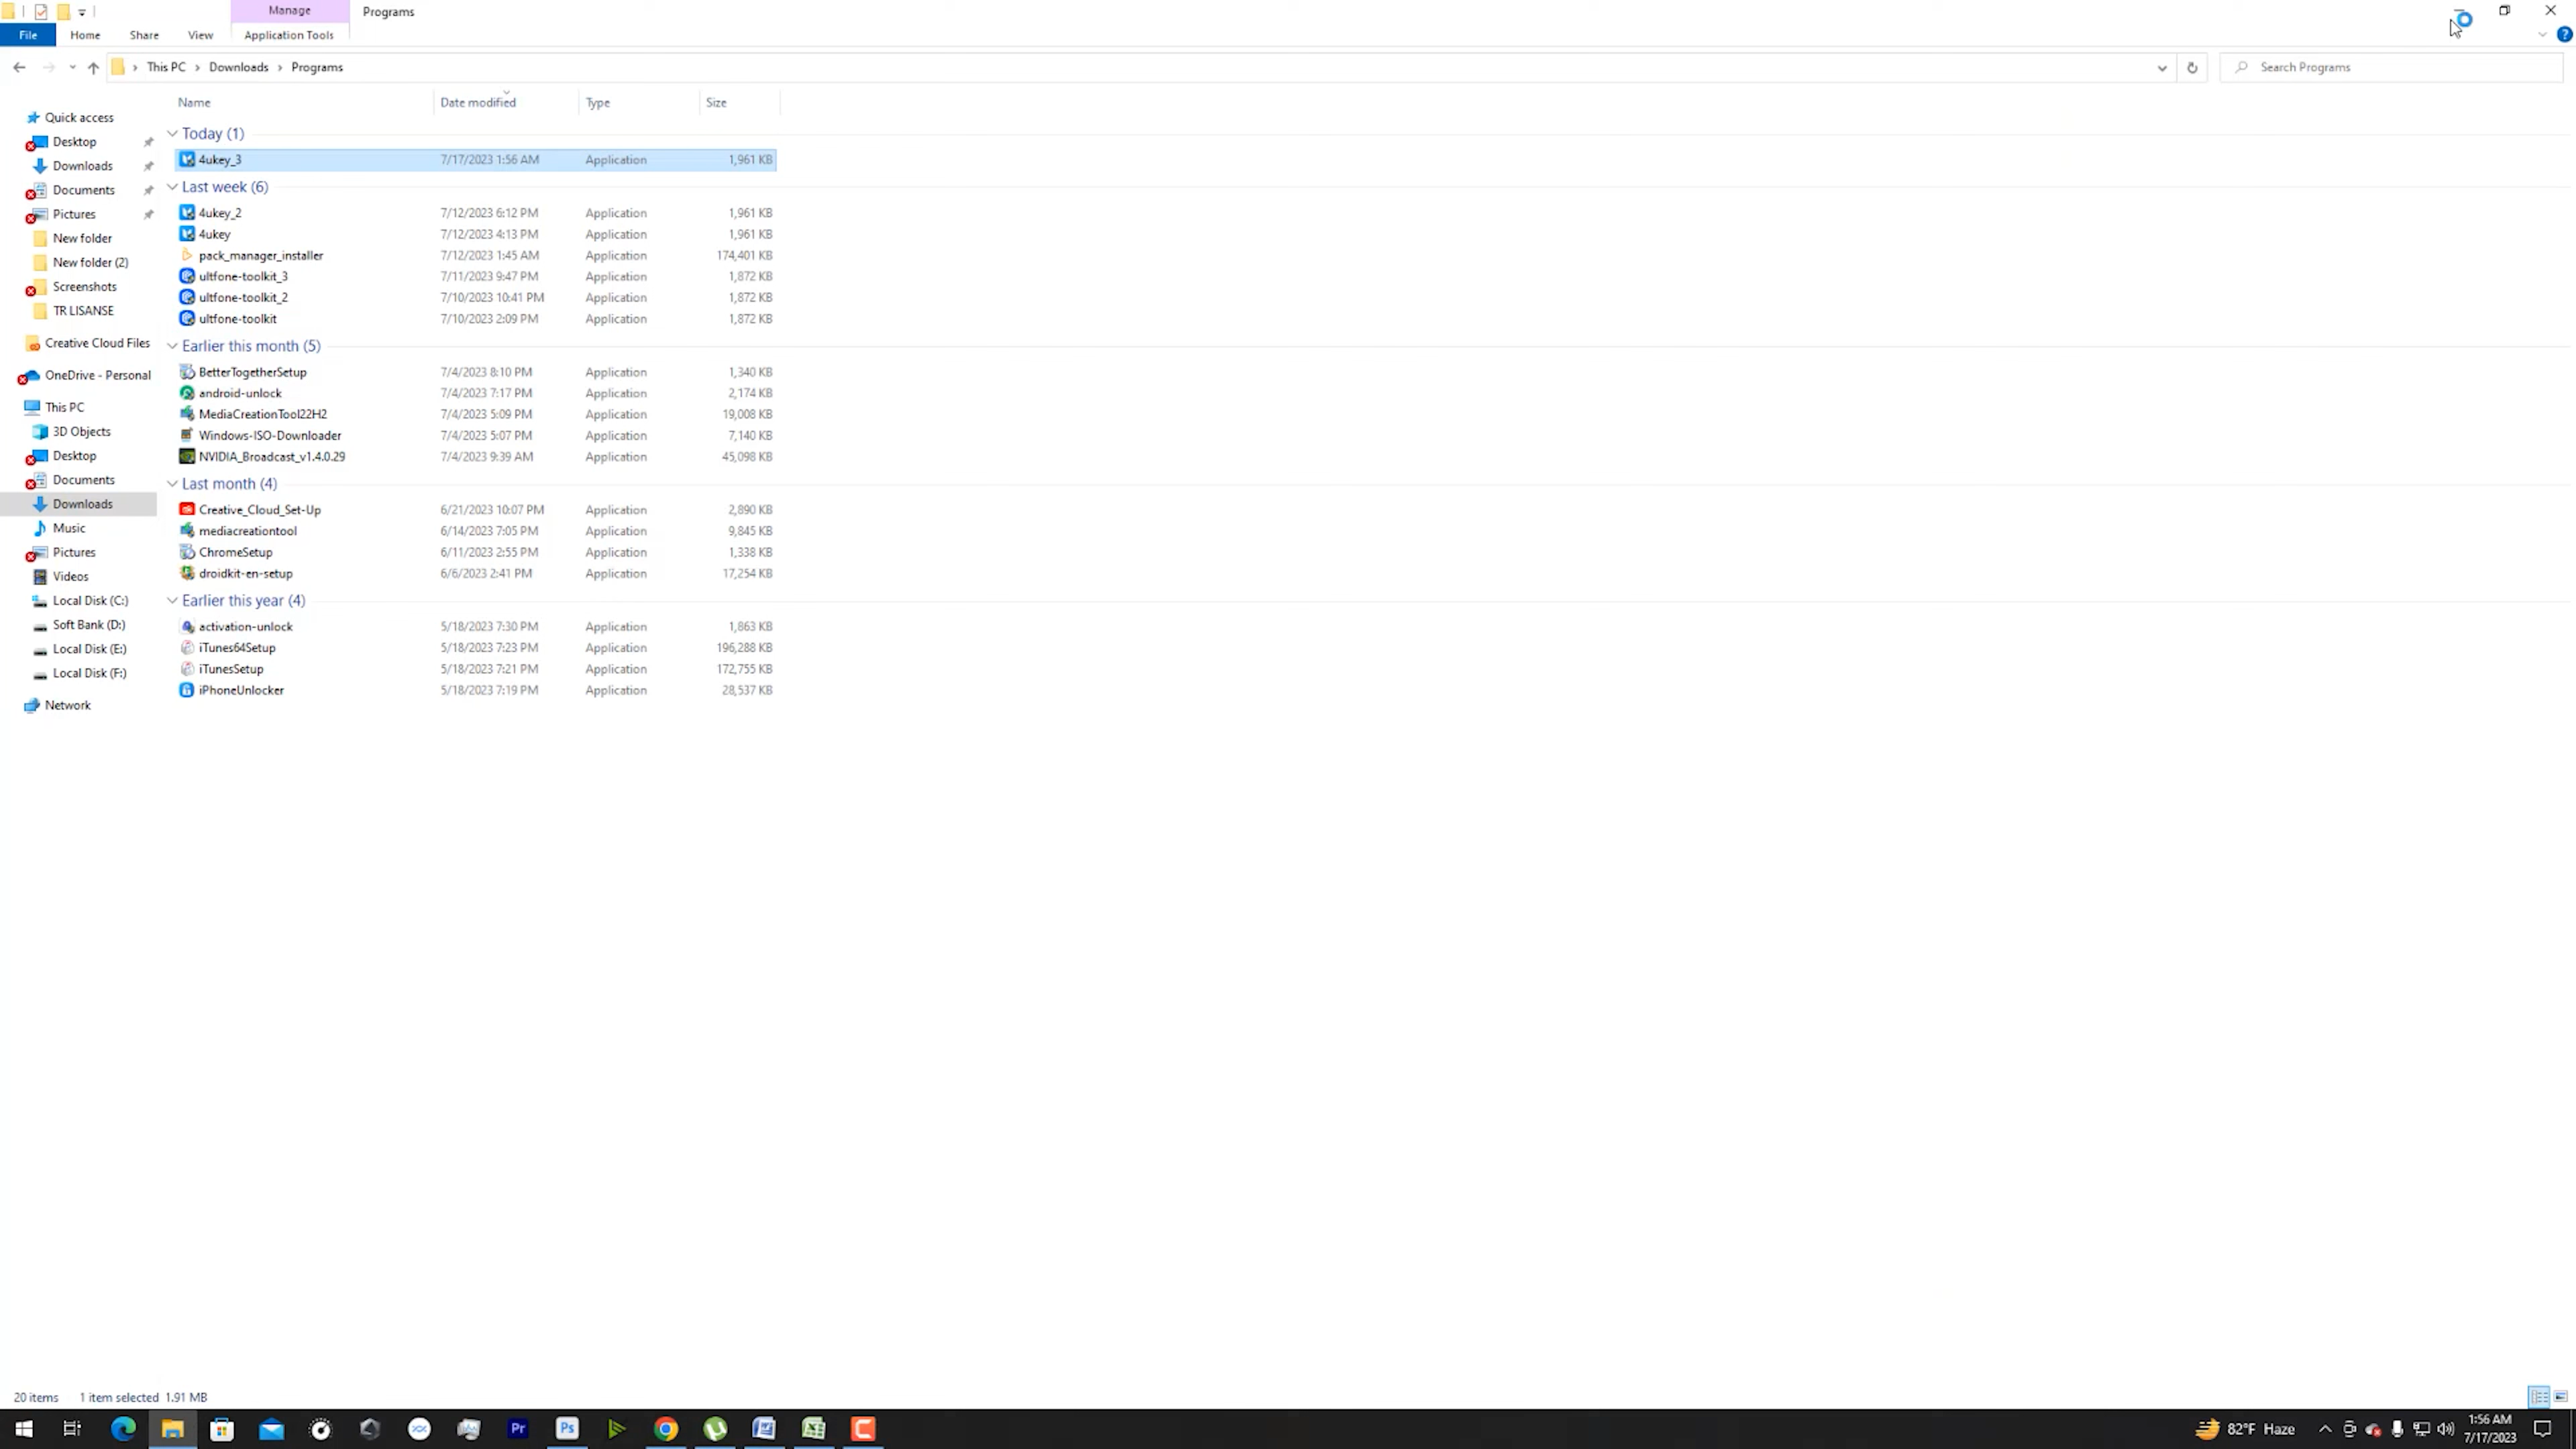 Manage Programs
File Home Share View Application Tools
This PC Downloads Programs Search Programs
Name Date modified Type Size
Quick access
Desktop
Downloads
Documents
Pictures
New folder
New folder (2)
Screenshots
TR LISANSE
Creative Cloud Files
OneDrive - Personal
This PC
3D Objects
Desktop
Documents
Downloads
Music
Pictures
Videos
Local Disk (C:)
Soft Bank (D:)
Local Disk (E:)
Local Disk (F:)
Network
Today (1)
4ukey_3 7/17/2023 1:56 AM Application 1,961 KB
Last week (6)
4ukey_2 7/12/2023 6:12 PM Application 1,961 KB
4ukey 7/12/2023 4:13 PM Application 1,961 KB
pack_manager_installer 7/12/2023 1:45 AM Application 174,401 KB
ultfone-toolkit_3 7/11/2023 9:47 PM Application 1,872 KB
ultfone-toolkit_2 7/10/2023 10:41 PM Application 1,872 KB
ultfone-toolkit 7/10/2023 2:09 PM Application 1,872 KB
Earlier this month (5)
BetterTogetherSetup 7/4/2023 8:10 PM Application 1,340 KB
android-unlock 7/4/2023 7:17 PM Application 2,174 KB
MediaCreationTool22H2 7/4/2023 5:09 PM Application 19,008 KB
Windows-ISO-Downloader 7/4/2023 5:07 PM Application 7,140 KB
NVIDIA_Broadcast_v1.4.0.29 7/4/2023 9:39 AM Application 45,098 KB
Last month (4)
Creative_Cloud_Set-Up 6/21/2023 10:07 PM Application 2,890 KB
mediacreationtool 6/14/2023 7:05 PM Application 9,845 KB
ChromeSetup 6/11/2023 2:55 PM Application 1,338 KB
droidkit-en-setup 6/6/2023 2:41 PM Application 17,254 KB
Earlier this year (4)
activation-unlock 5/18/2023 7:30 PM Application 1,863 KB
iTunes64Setup 5/18/2023 7:23 PM Application 196,288 KB
iTunesSetup 5/18/2023 7:21 PM Application 172,755 KB
iPhoneUnlocker 5/18/2023 7:19 PM Application 28,537 KB
20 items 1 item selected 1.91 MB
Pr Ps
82°F Haze
1:56 AM
7/17/2023